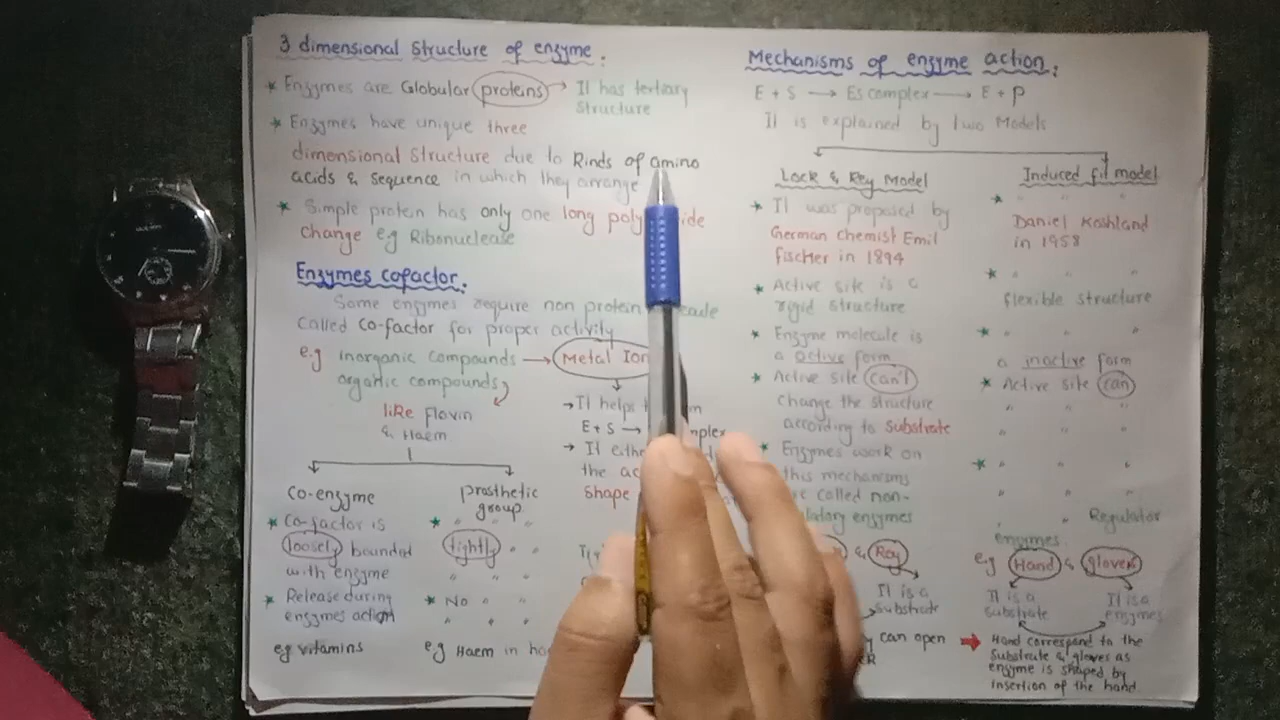 3 dimensional Structure of enzyme.
* Enzymes are Globular proteins → It has tertiary
structure
* Enzymes have unique three
dimensional structure due to Kinds of amino
acids & sequence in which they arrange
* Simple protein has only one long poly
change eg Ribonuclease
Enzymes cofactor.
Some enzymes require non protein
called Co-factor for proper activity
e.g inorganic compounds → Metal Ion
organic compounds
like Flavin
& Haem
→ It helps
E+S →
→ It
the
shape
Co-enzyme
* Co-factor is
loosely bounded
with enzyme
* Release during
enzymes action
eg vitamins
prosthetic
group
* " " "
tightly " "
" " "
* No " "
" " "
e.g Haem in
Mechanisms of enzyme action.
E + S → Es complex → E + P
It is explained by two Models
Lock & Key Model
* It was proposed by
German Chemist Emil
Fischer in 1894
* Active site is a
rigid structure
* Enzyme molecule is
a active form
* Active site can't
change the structure
according to substrate
* Enzymes work on
this mechanisms
called non-
enzymes
& Key
It is a
substrate
can open
Induced fit model
* " " "
Daniel Koshland
in 1958
* " " "
flexible structure
* " " "
a inactive form
* Active site can
" " "
" " "
* " " "
" " "
" " Regulator
enzymes
e.g Hand & gloves
It is a
substrate
It is a
enzymes
➡ Hand correspond to the
substrate & gloves as
enzyme is shaped by
insertion of the hand